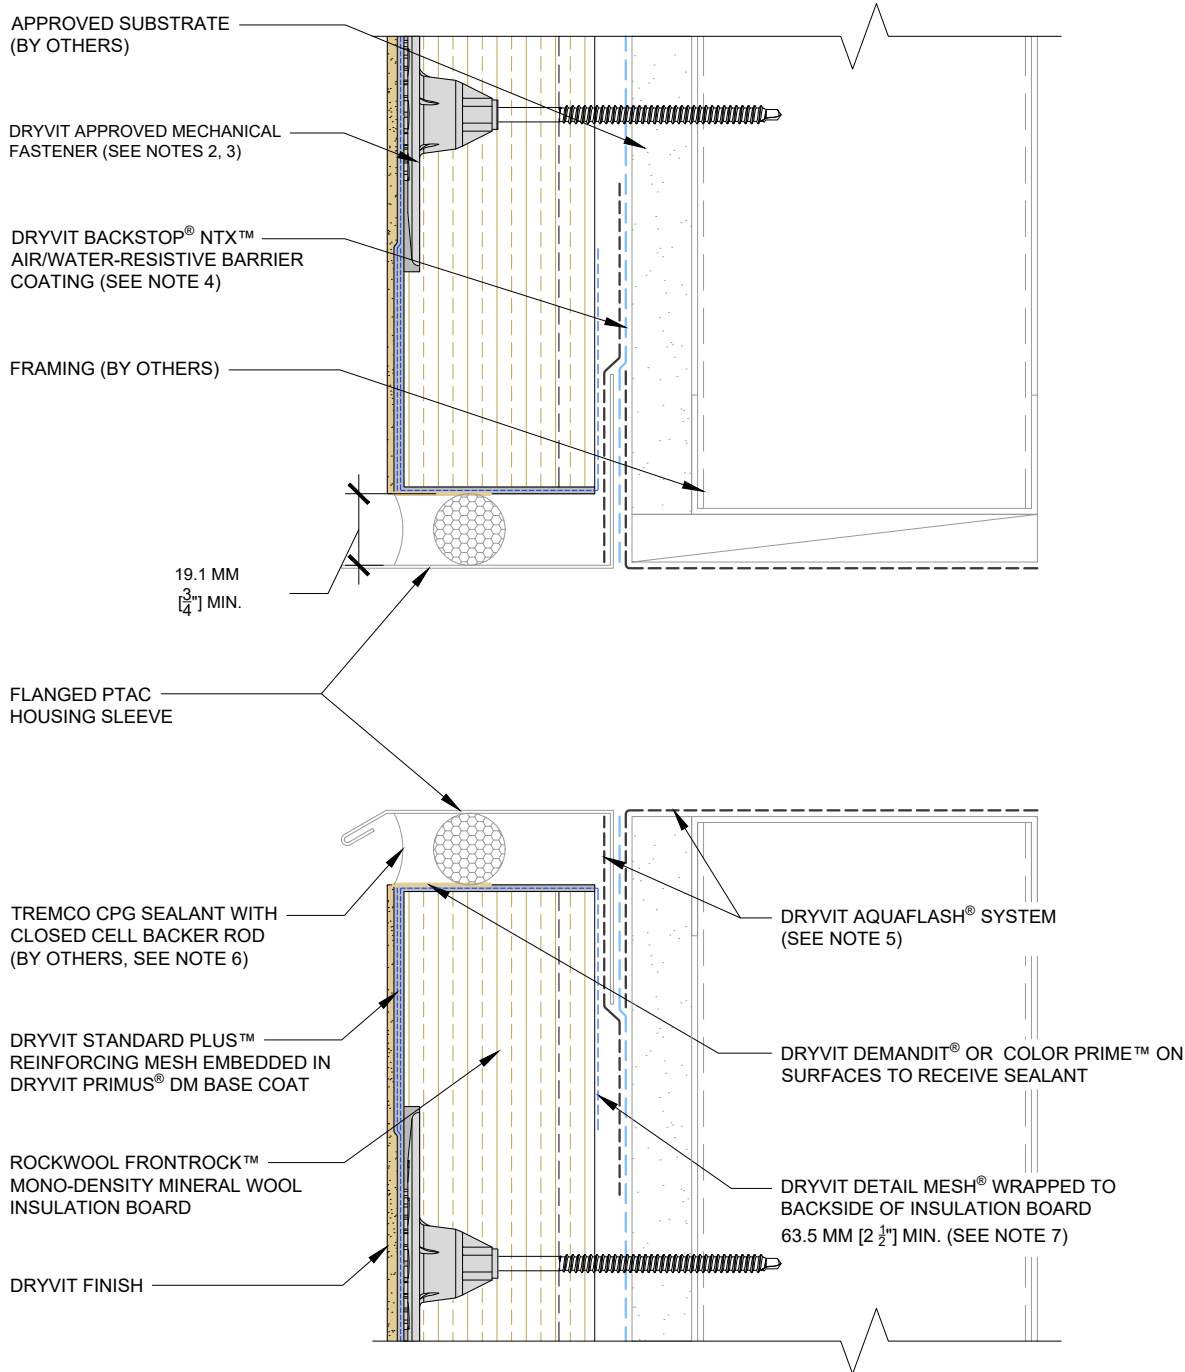 APPROVED SUBSTRATE
(BY OTHERS)
DRYVIT APPROVED MECHANICAL
FASTENER (SEE NOTES 2, 3)
DRYVIT BACKSTOP® NTX™
AIR/WATER-RESISTIVE BARRIER
COATING (SEE NOTE 4)
FRAMING (BY OTHERS)
19.1 MM
[3/4"] MIN.
FLANGED PTAC
HOUSING SLEEVE
TREMCO CPG SEALANT WITH
CLOSED CELL BACKER ROD
(BY OTHERS, SEE NOTE 6)
DRYVIT STANDARD PLUS™
REINFORCING MESH EMBEDDED IN
DRYVIT PRIMUS® DM BASE COAT
ROCKWOOL FRONTROCK™
MONO-DENSITY MINERAL WOOL
INSULATION BOARD
DRYVIT FINISH
DRYVIT AQUAFLASH® SYSTEM
(SEE NOTE 5)
DRYVIT DEMANDIT® OR COLOR PRIME™ ON
SURFACES TO RECEIVE SEALANT
DRYVIT DETAIL MESH® WRAPPED TO
BACKSIDE OF INSULATION BOARD
63.5 MM [2 1/2"] MIN. (SEE NOTE 7)